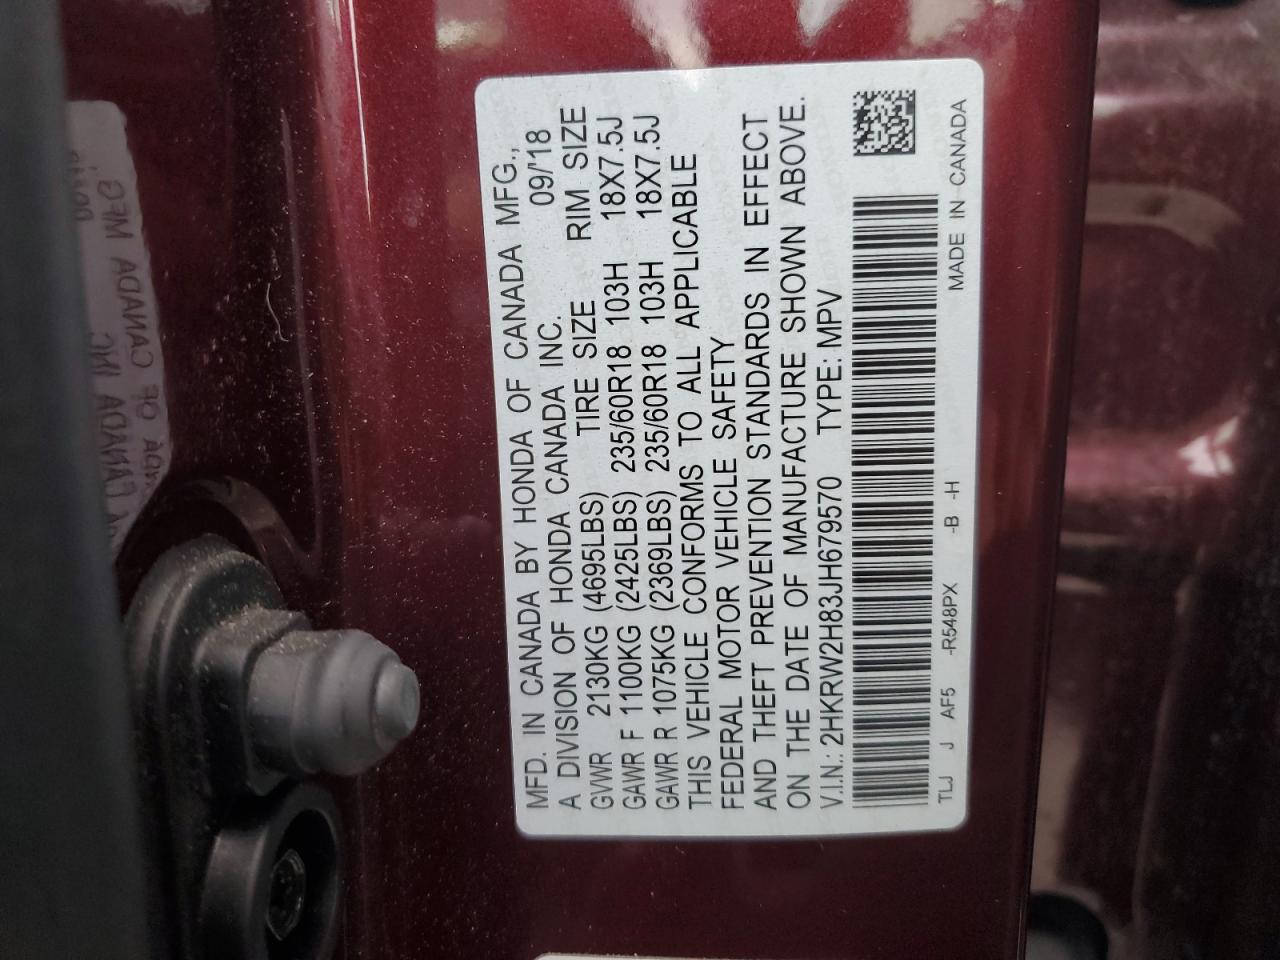 MFD. IN CANADA BY HONDA OF CANADA MFG.,
A DIVISION OF HONDA CANADA INC. 09/'18
GVWR 2130KG (4695LBS) TIRE SIZE RIM SIZE
GAWR F 1100KG (2425LBS) 235/60R18 103H 18X7.5J
GAWR R 1075KG (2369LBS) 235/60R18 103H 18X7.5J
THIS VEHICLE CONFORMS TO ALL APPLICABLE
FEDERAL MOTOR VEHICLE SAFETY
AND THEFT PREVENTION STANDARDS IN EFFECT
ON THE DATE OF MANUFACTURE SHOWN ABOVE.
V.I.N.: 2HKRW2H83JH679570 TYPE: MPV
TLJ J AF5 -R548PX -B -H MADE IN CANADA